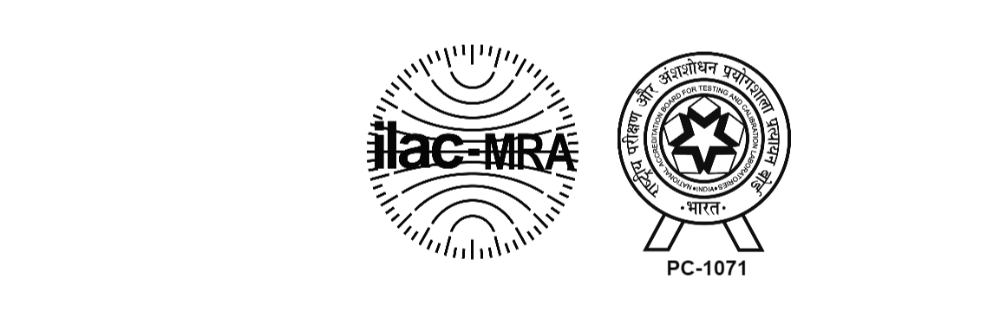 ilac-MRA
राष्ट्रीय परीक्षण और अंशशोधन प्रयोगशाला प्रत्यायन बोर्ड
NATIONAL ACCREDITATION BOARD FOR TESTING AND CALIBRATION LABORATORIES
•INDIA•
·भारत·
PC-1071